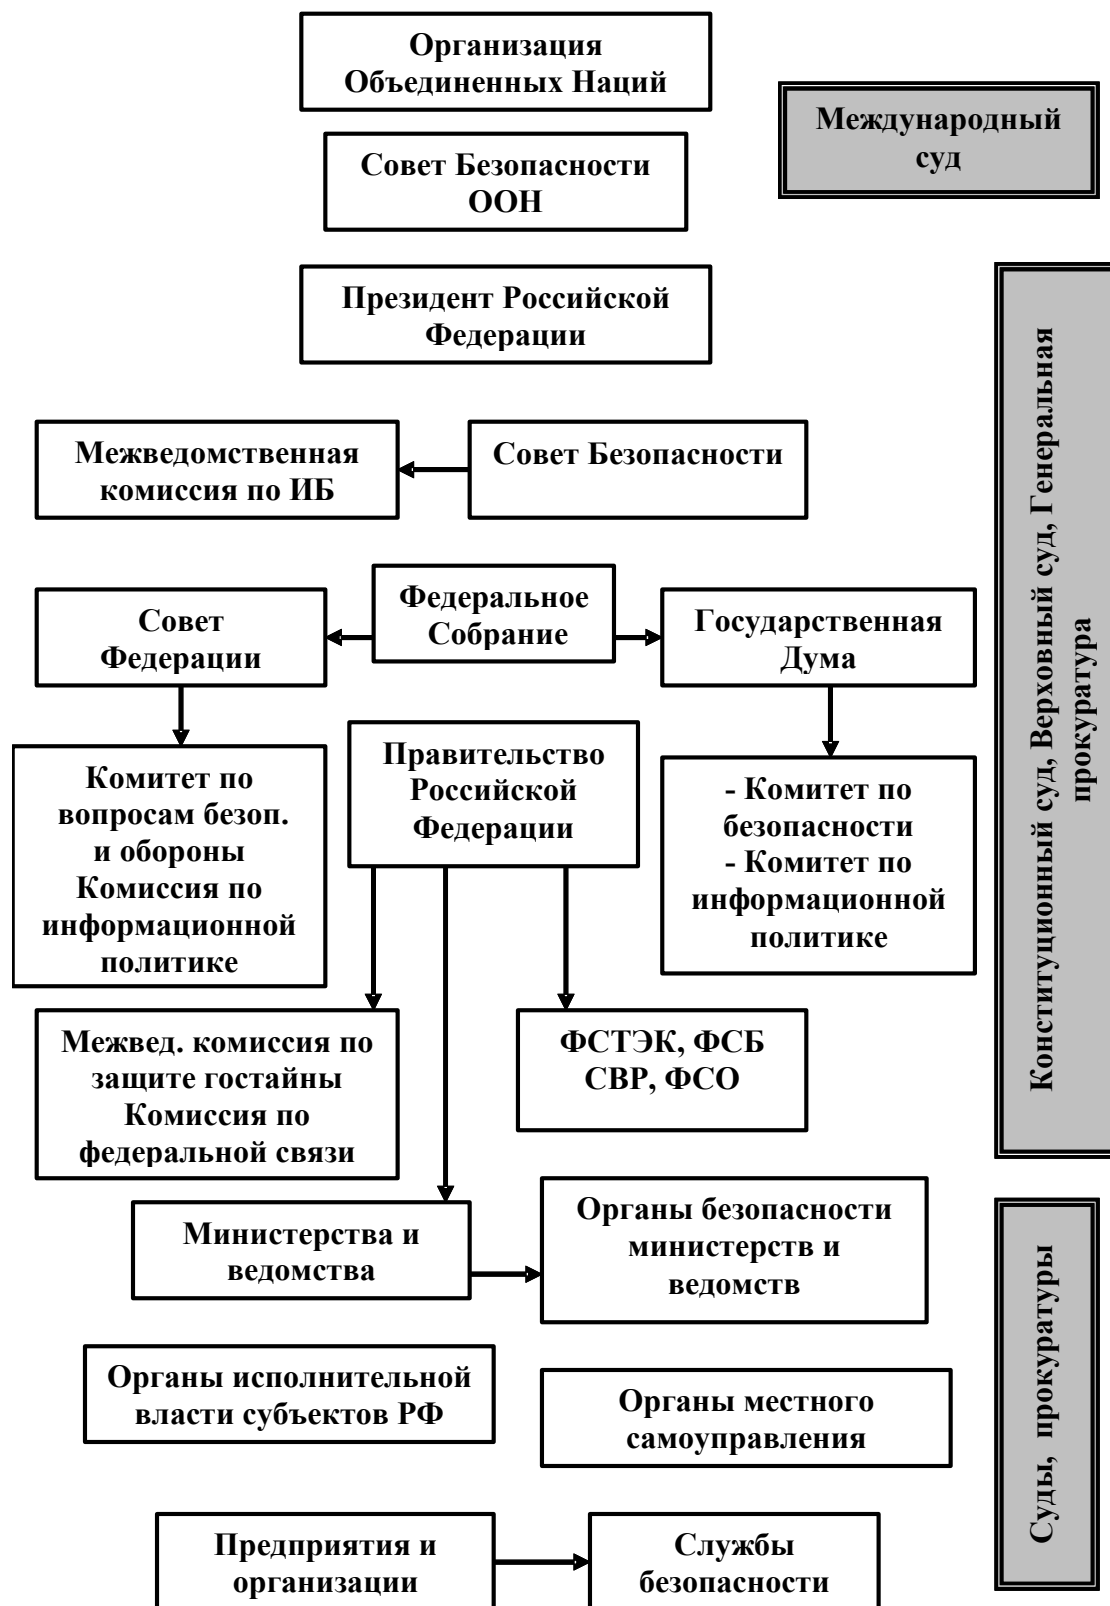 Организация
Объединенных Наций
Международный
суд
Совет Безопасности
ООН
Президент Российской
Федерации
Межведомственная
комиссия по ИБ
Совет Безопасности
Федеральное
Собрание
Совет
Федерации
Государственная
Дума
Правительство
Российской
Федерации
Комитет по
вопросам безоп.
и обороны
Комиссия по
информационной
политике
- Комитет по
безопасности
- Комитет по
информационной
политике
Межвед. комиссия по
защите гостайны
Комиссия по
федеральной связи
ФСТЭК, ФСБ
СВР, ФСО
Министерства и
ведомства
Органы безопасности
министерств и
ведомств
Органы исполнительной
власти субъектов РФ
Органы местного
самоуправления
Предприятия и
организации
Службы
безопасности
Конституционный суд, Верховный суд, Генеральная
прокуратура
Суды, прокуратуры